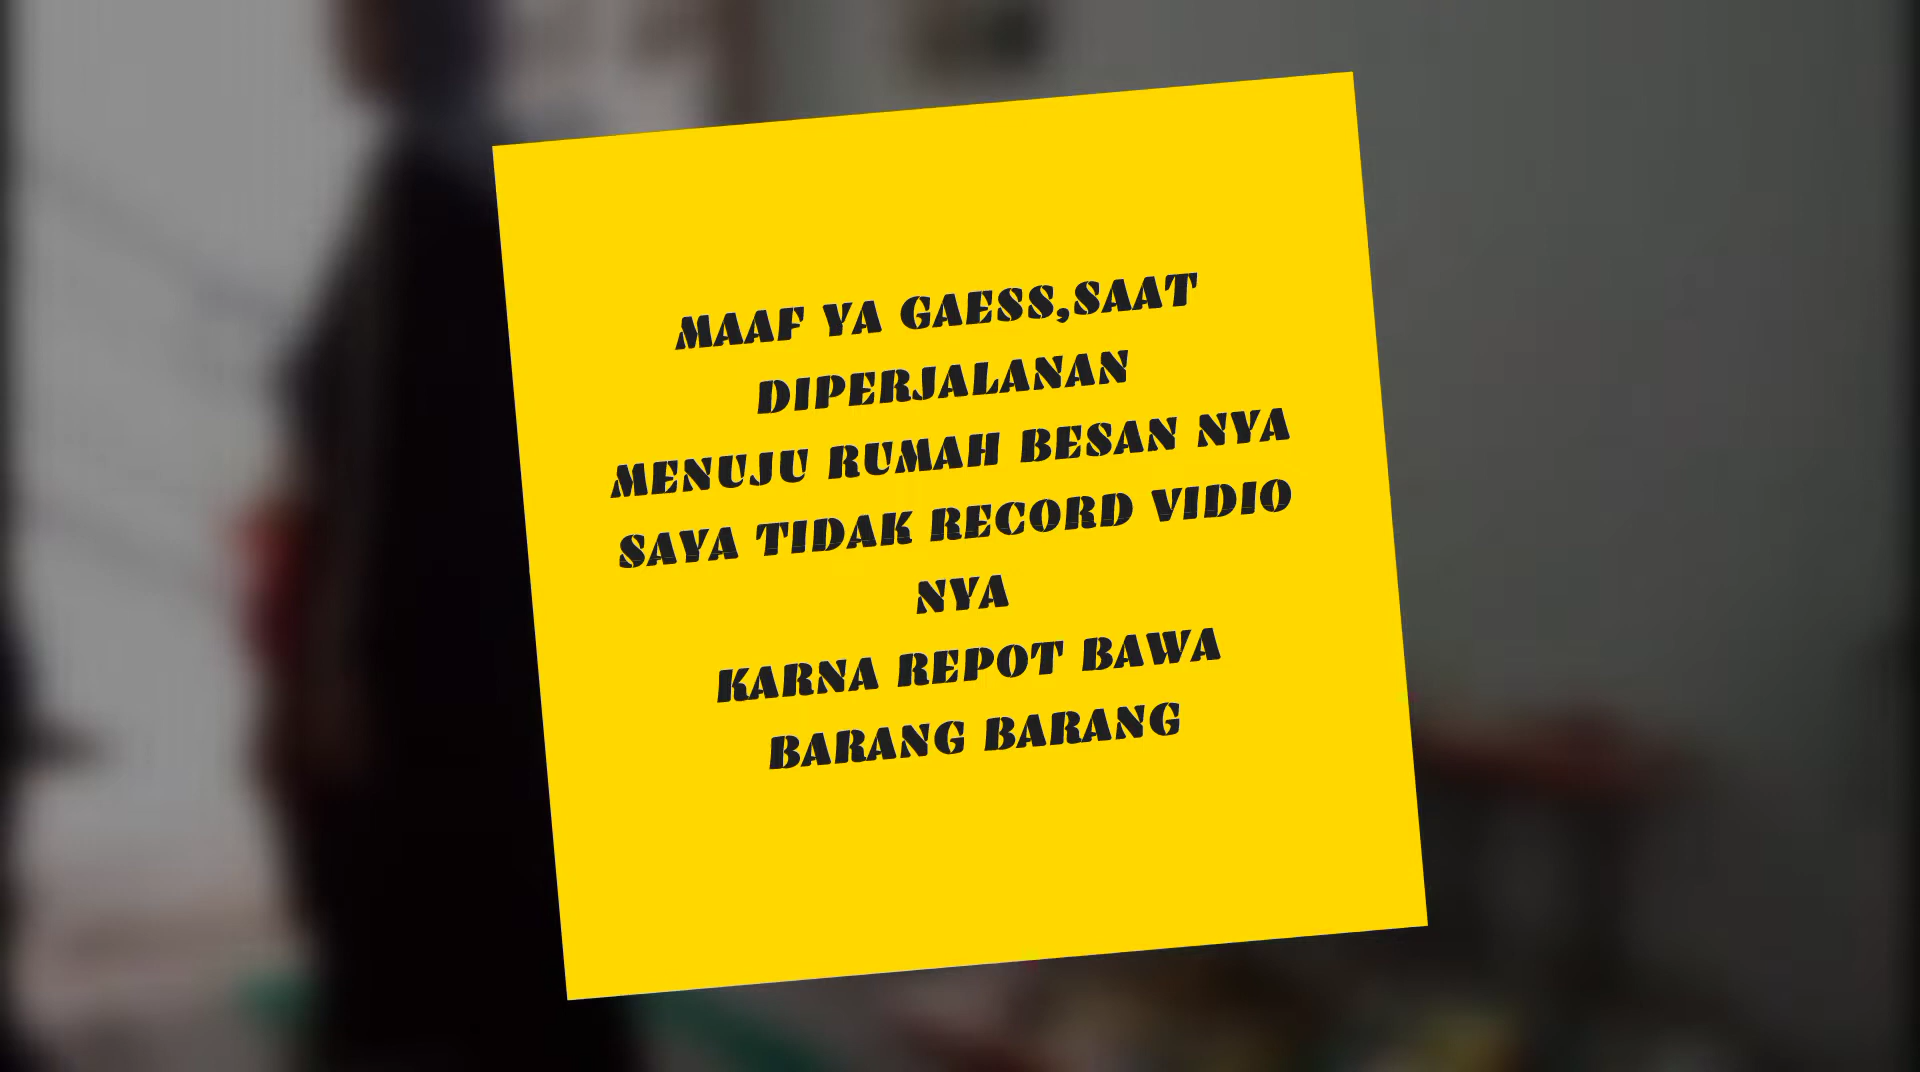 MAAF YA GAESS,SAAT
DIPERJALANAN
MENUJU RUMAH BESAN NYA
SAYA TIDAK RECORD VIDIO
NYA
KARNA REPOT BAWA
BARANG BARANG